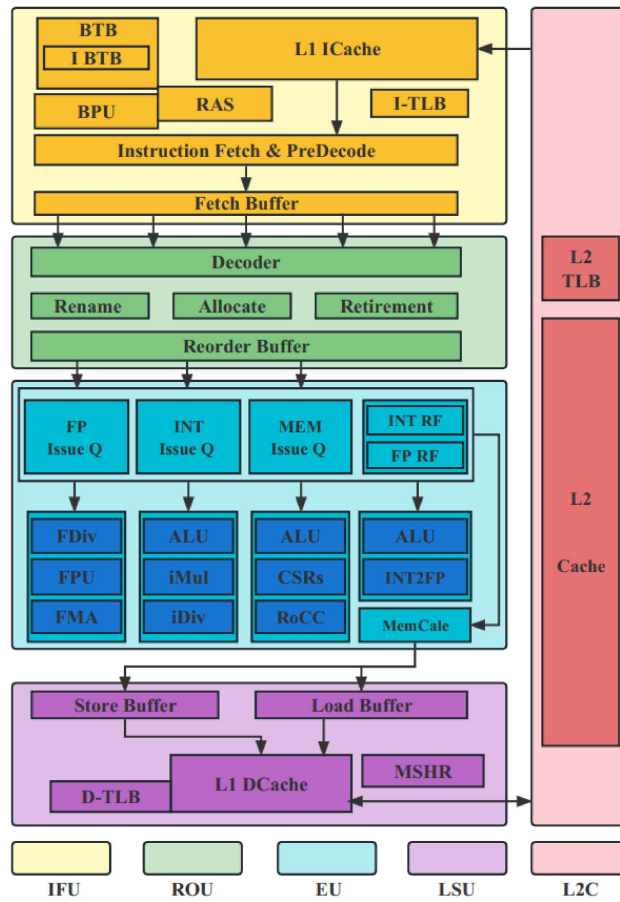 BTB
I BTB
L1 ICache
BPU
RAS
I-TLB
Instruction Fetch & PreDecode
Fetch Buffer
Decoder
Rename
Allocate
Retirement
Reorder Buffer
FP
Issue Q
INT
Issue Q
MEM
Issue Q
INT RF
FP RF
FDiv
FPU
FMA
ALU
iMul
iDiv
ALU
CSRs
RoCC
ALU
INT2FP
MemCale
Store Buffer
Load Buffer
L1 DCache
MSHR
D-TLB
L2
TLB
L2
Cache
IFU
ROU
EU
LSU
L2C